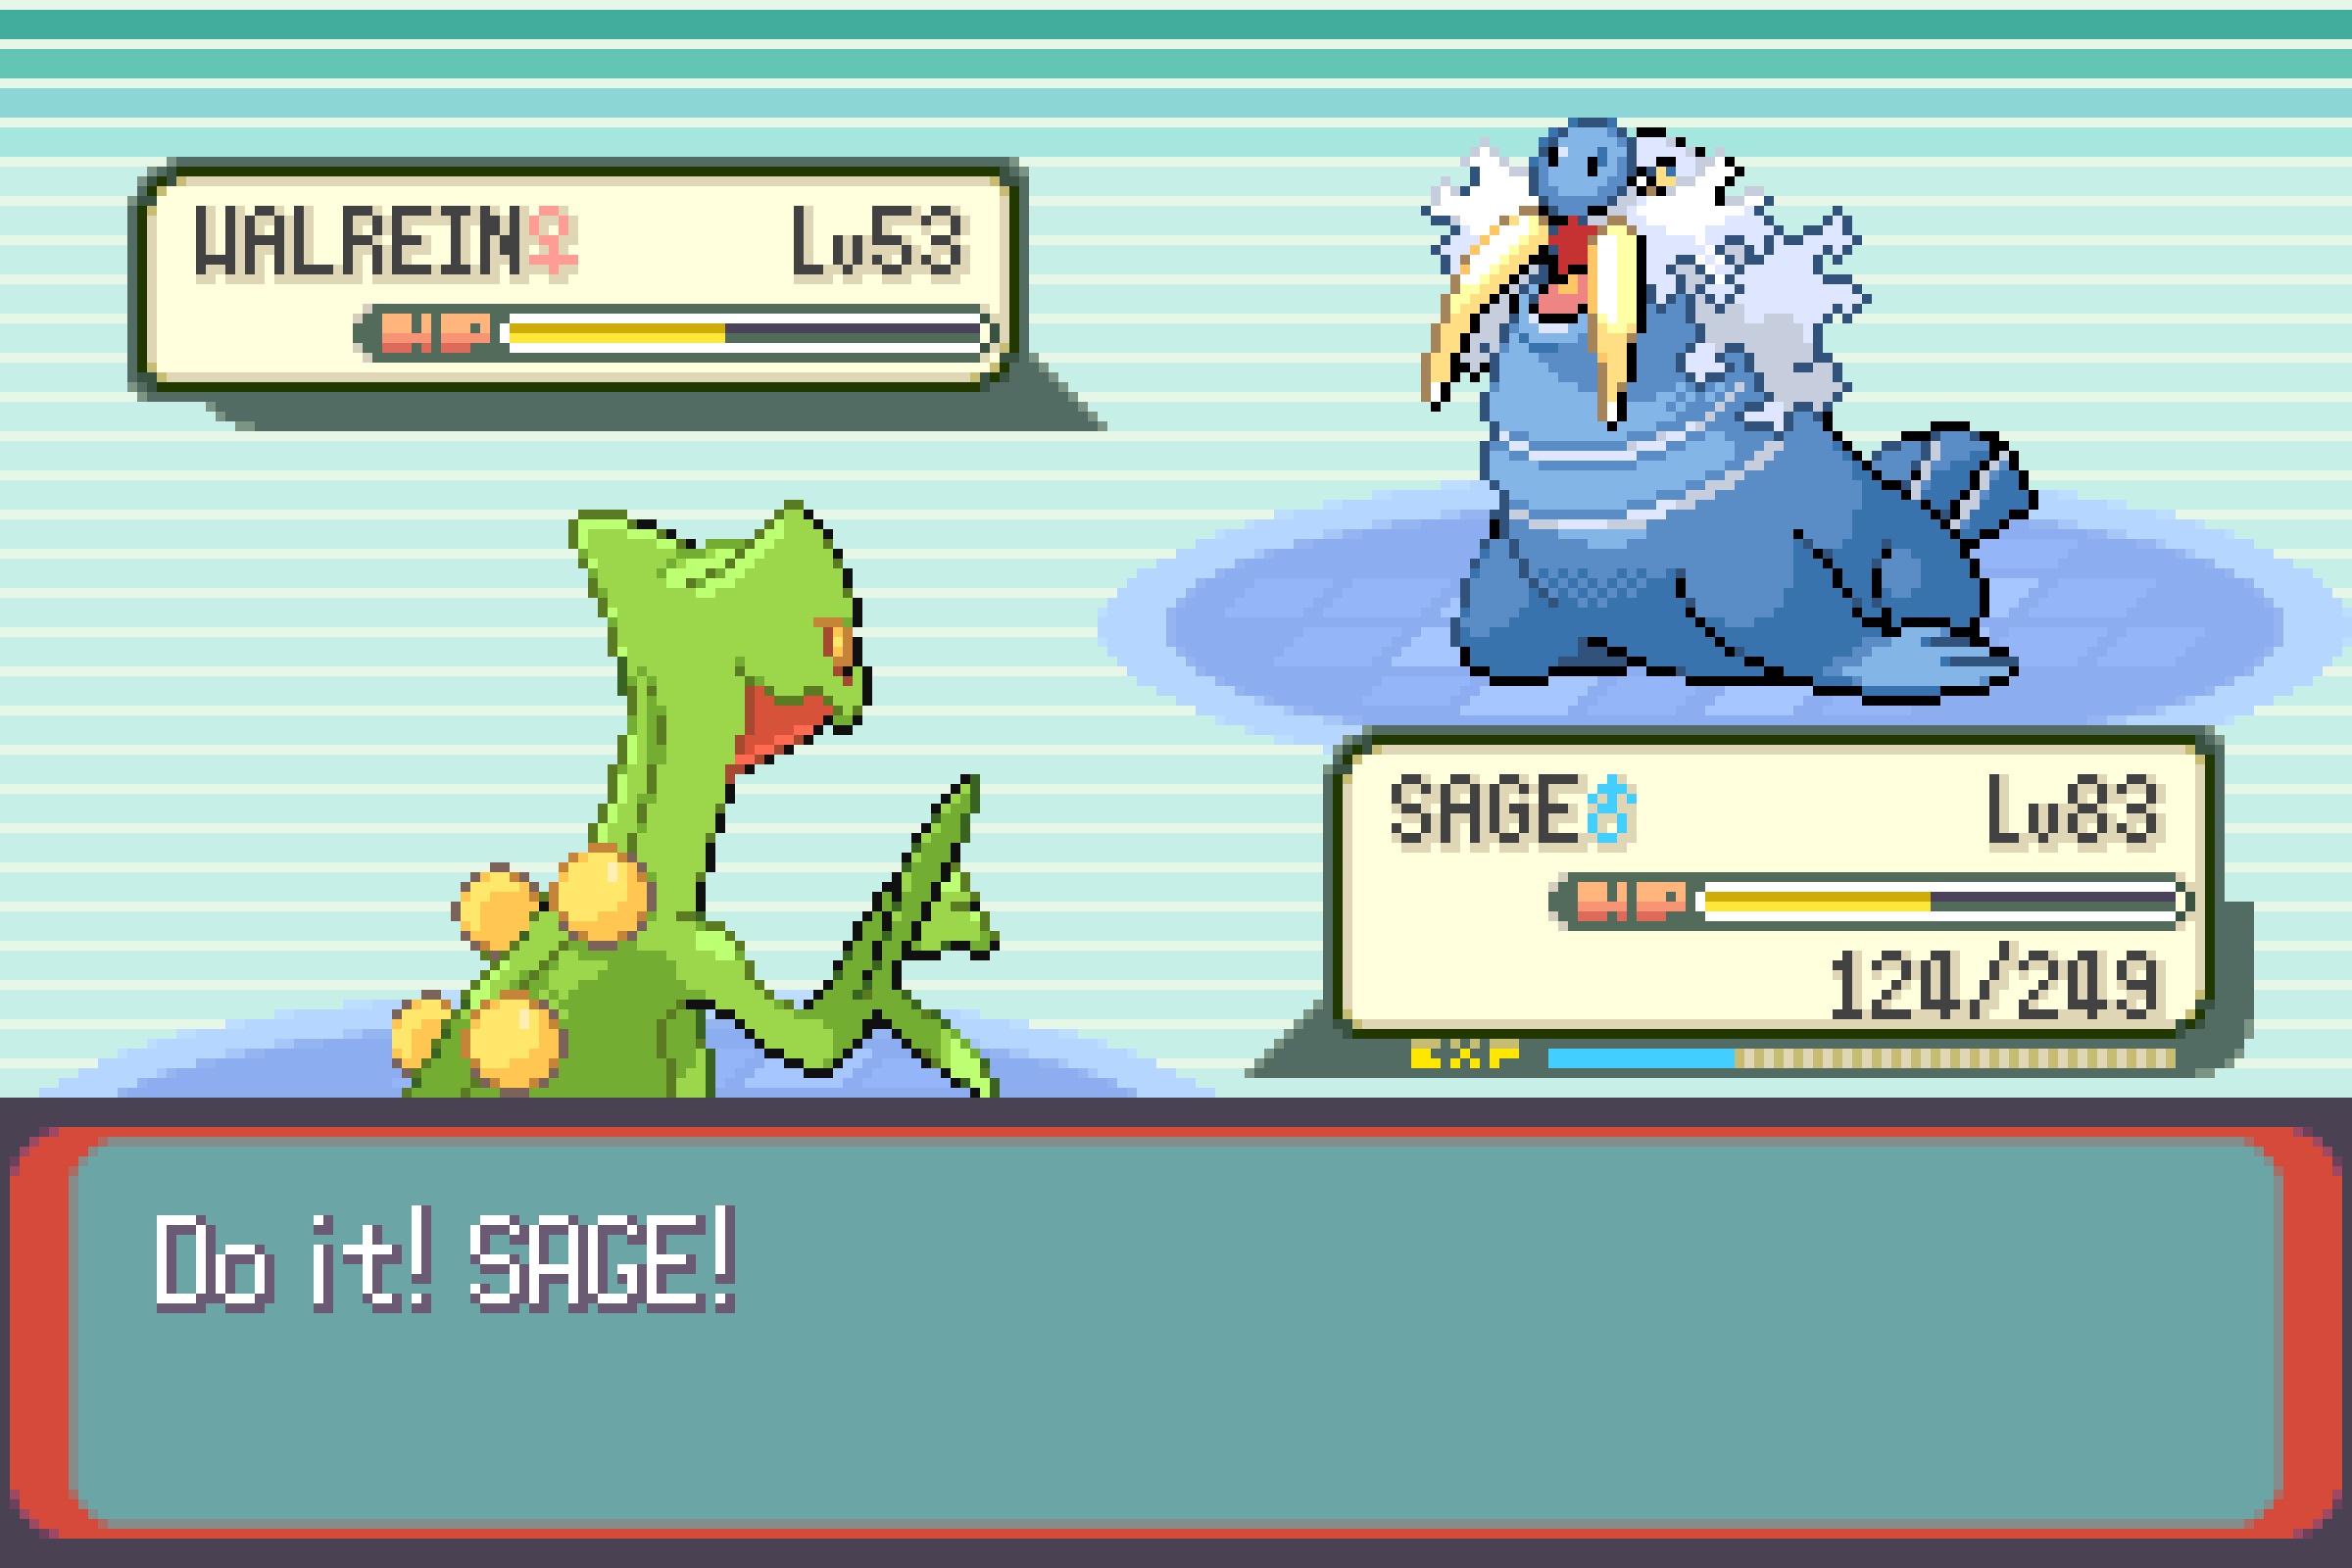 WALREIN♀ Lv53
HP
SAGE♂ Lv83
HP
124/249
EXP
Do it! SAGE!